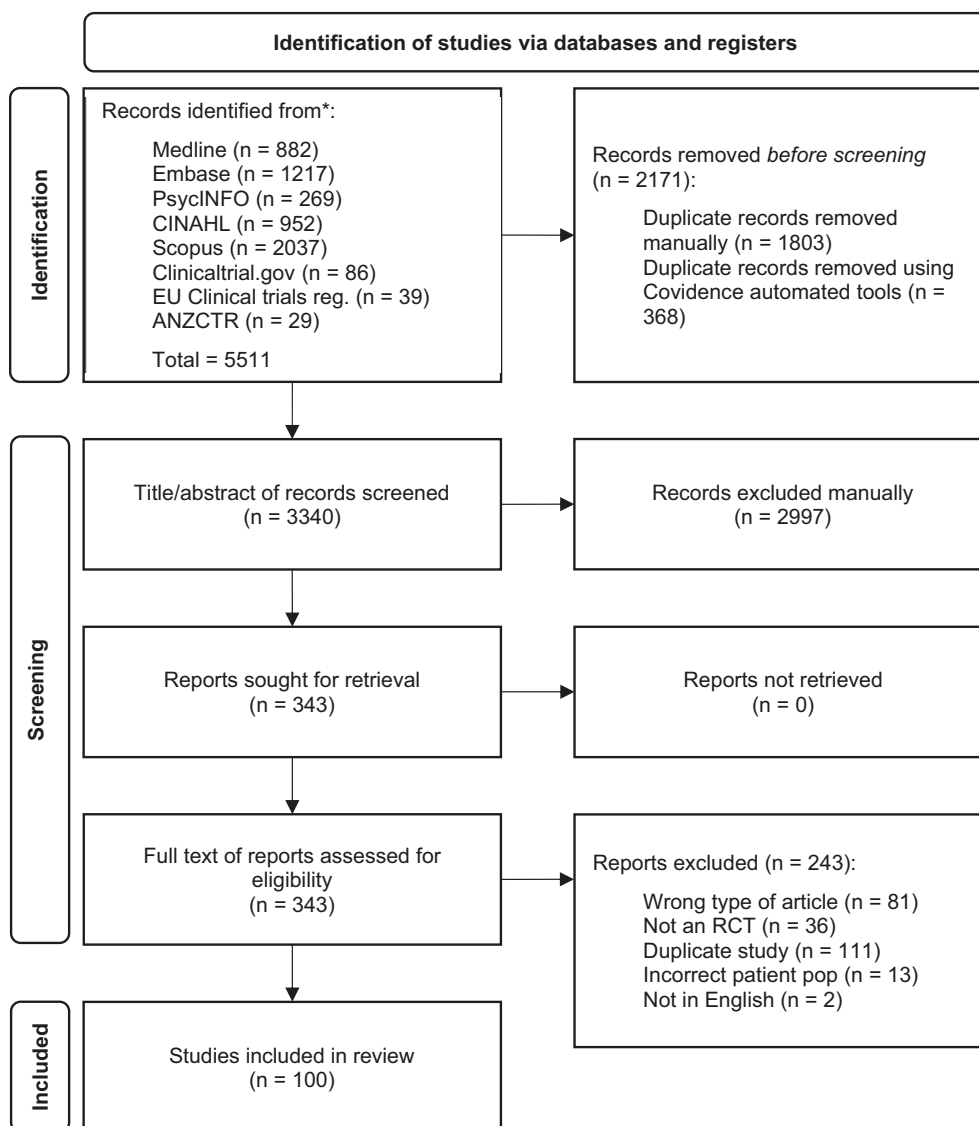 Identification of studies via databases and registers
Identification
Records identified from*:
Medline (n = 882)
Embase (n = 1217)
PsycINFO (n = 269)
CINAHL (n = 952)
Scopus (n = 2037)
Clinicaltrial.gov (n = 86)
EU Clinical trials reg. (n = 39)
ANZCTR (n = 29)
Total = 5511
Records removed before screening
(n = 2171):
Duplicate records removed
manually (n = 1803)
Duplicate records removed using
Covidence automated tools (n =
368)
Screening
Title/abstract of records screened
(n = 3340)
Records excluded manually
(n = 2997)
Reports sought for retrieval
(n = 343)
Reports not retrieved
(n = 0)
Full text of reports assessed for
eligibility
(n = 343)
Reports excluded (n = 243):
Wrong type of article (n = 81)
Not an RCT (n = 36)
Duplicate study (n = 111)
Incorrect patient pop (n = 13)
Not in English (n = 2)
Included
Studies included in review
(n = 100)